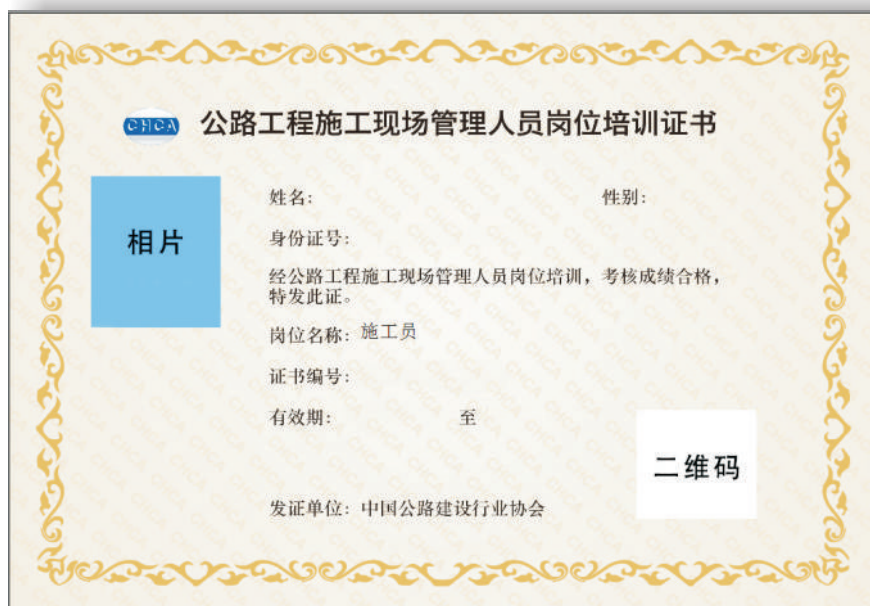 CHCA 公路工程施工现场管理人员岗位培训证书
姓名: 性别:
相片
身份证号:
经公路工程施工现场管理人员岗位培训，考核成绩合格，
特发此证。
岗位名称: 施工员
证书编号:
有效期: 至
二维码
发证单位: 中国公路建设行业协会